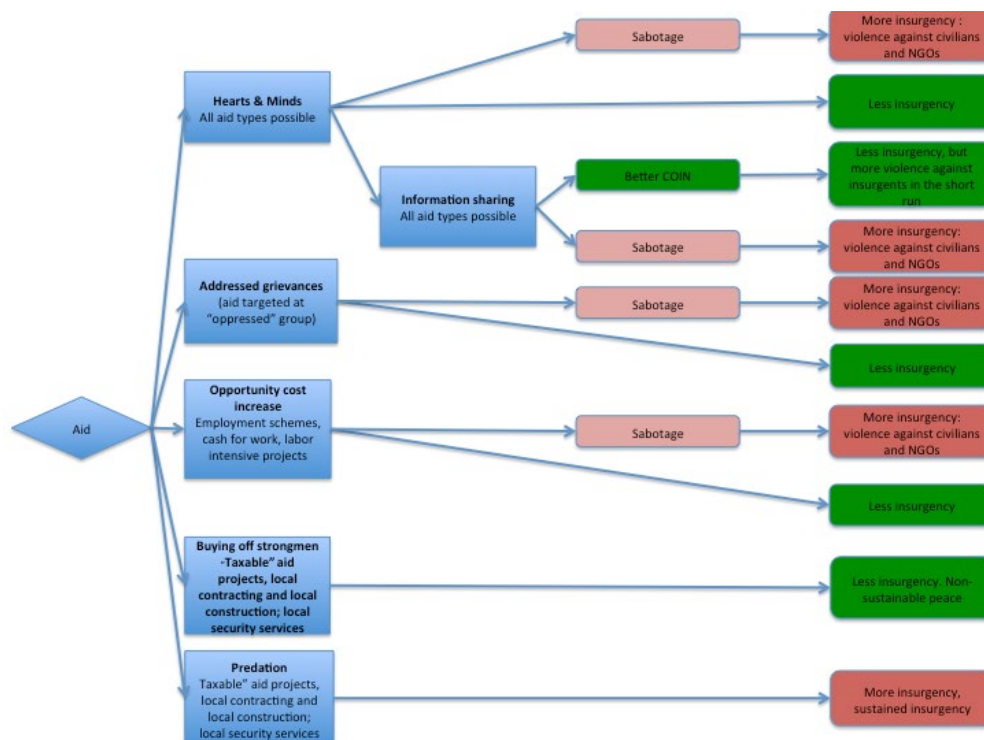 Sabotage
More insurgency :
violence against civilians
and NGOs
Hearts & Minds
All aid types possible
Less insurgency
Information sharing
All aid types possible
Better COIN
Less insurgency, but
more violence against
insurgents in the short
run
Sabotage
More insurgency:
violence against civilians
and NGOs
Addressed grievances
(aid targeted at
"oppressed" group)
Sabotage
More insurgency:
violence against civilians
and NGOs
Less insurgency
Aid
Opportunity cost
increase
Employment schemes,
cash for work, labor
intensive projects
Sabotage
More insurgency:
violence against civilians
and NGOs
Less insurgency
Buying off strongmen
-Taxable" aid
projects, local
contracting and local
construction; local
security services
Less insurgency. Non-
sustainable peace
Predation
Taxable" aid projects,
local contracting and
local construction;
local security services
More insurgency,
sustained insurgency